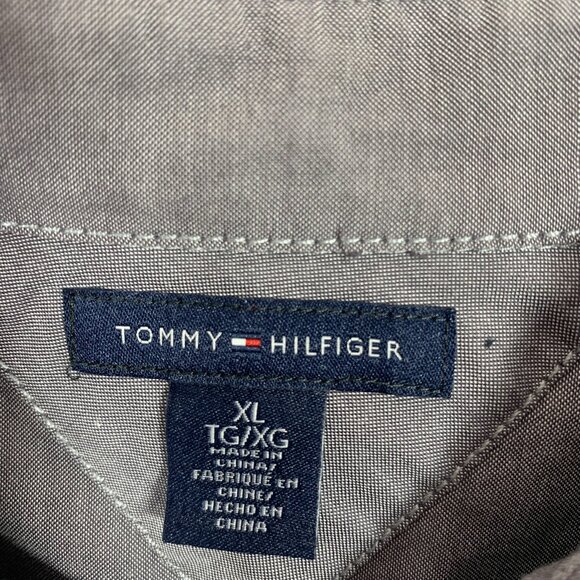 TOMMY HILFIGER
XL
TG/XG
MADE IN
CHINA/
FABRIQUÉ EN
CHINE/
HECHO EN
CHINA